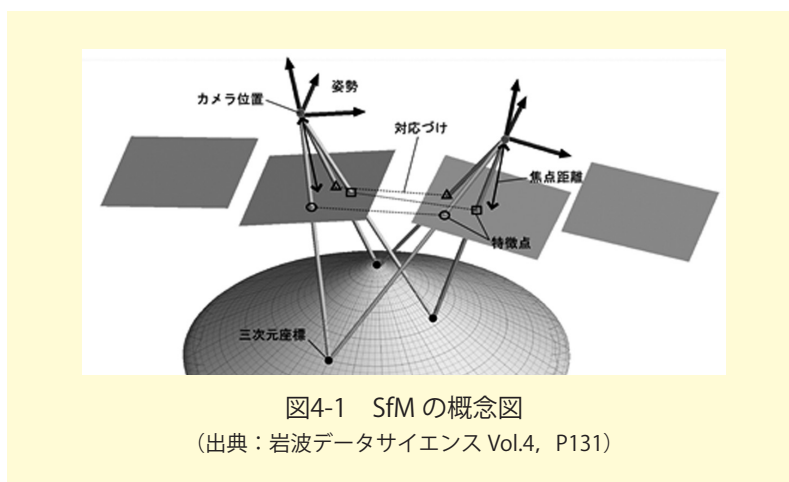 姿勢
カメラ位置
対応づけ
焦点距離
特徴点
三次元座標
図4-1　SfM の概念図
（出典：岩波データサイエンス Vol.4，P131）